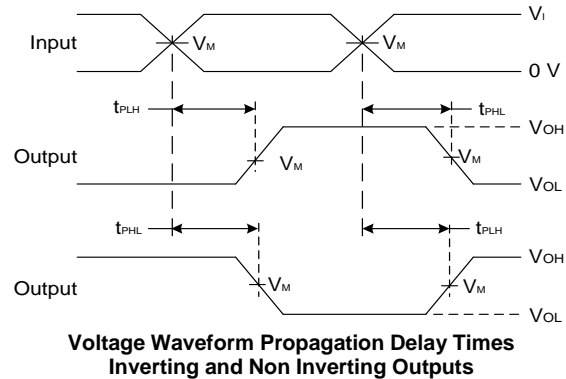 VI
Input
VM
VM
0 V
tPLH
tPHL
VOH
Output
VM
VM
VOL
tPHL
tPLH
VOH
Output
VM
VM
VOL
Voltage Waveform Propagation Delay Times
Inverting and Non Inverting Outputs